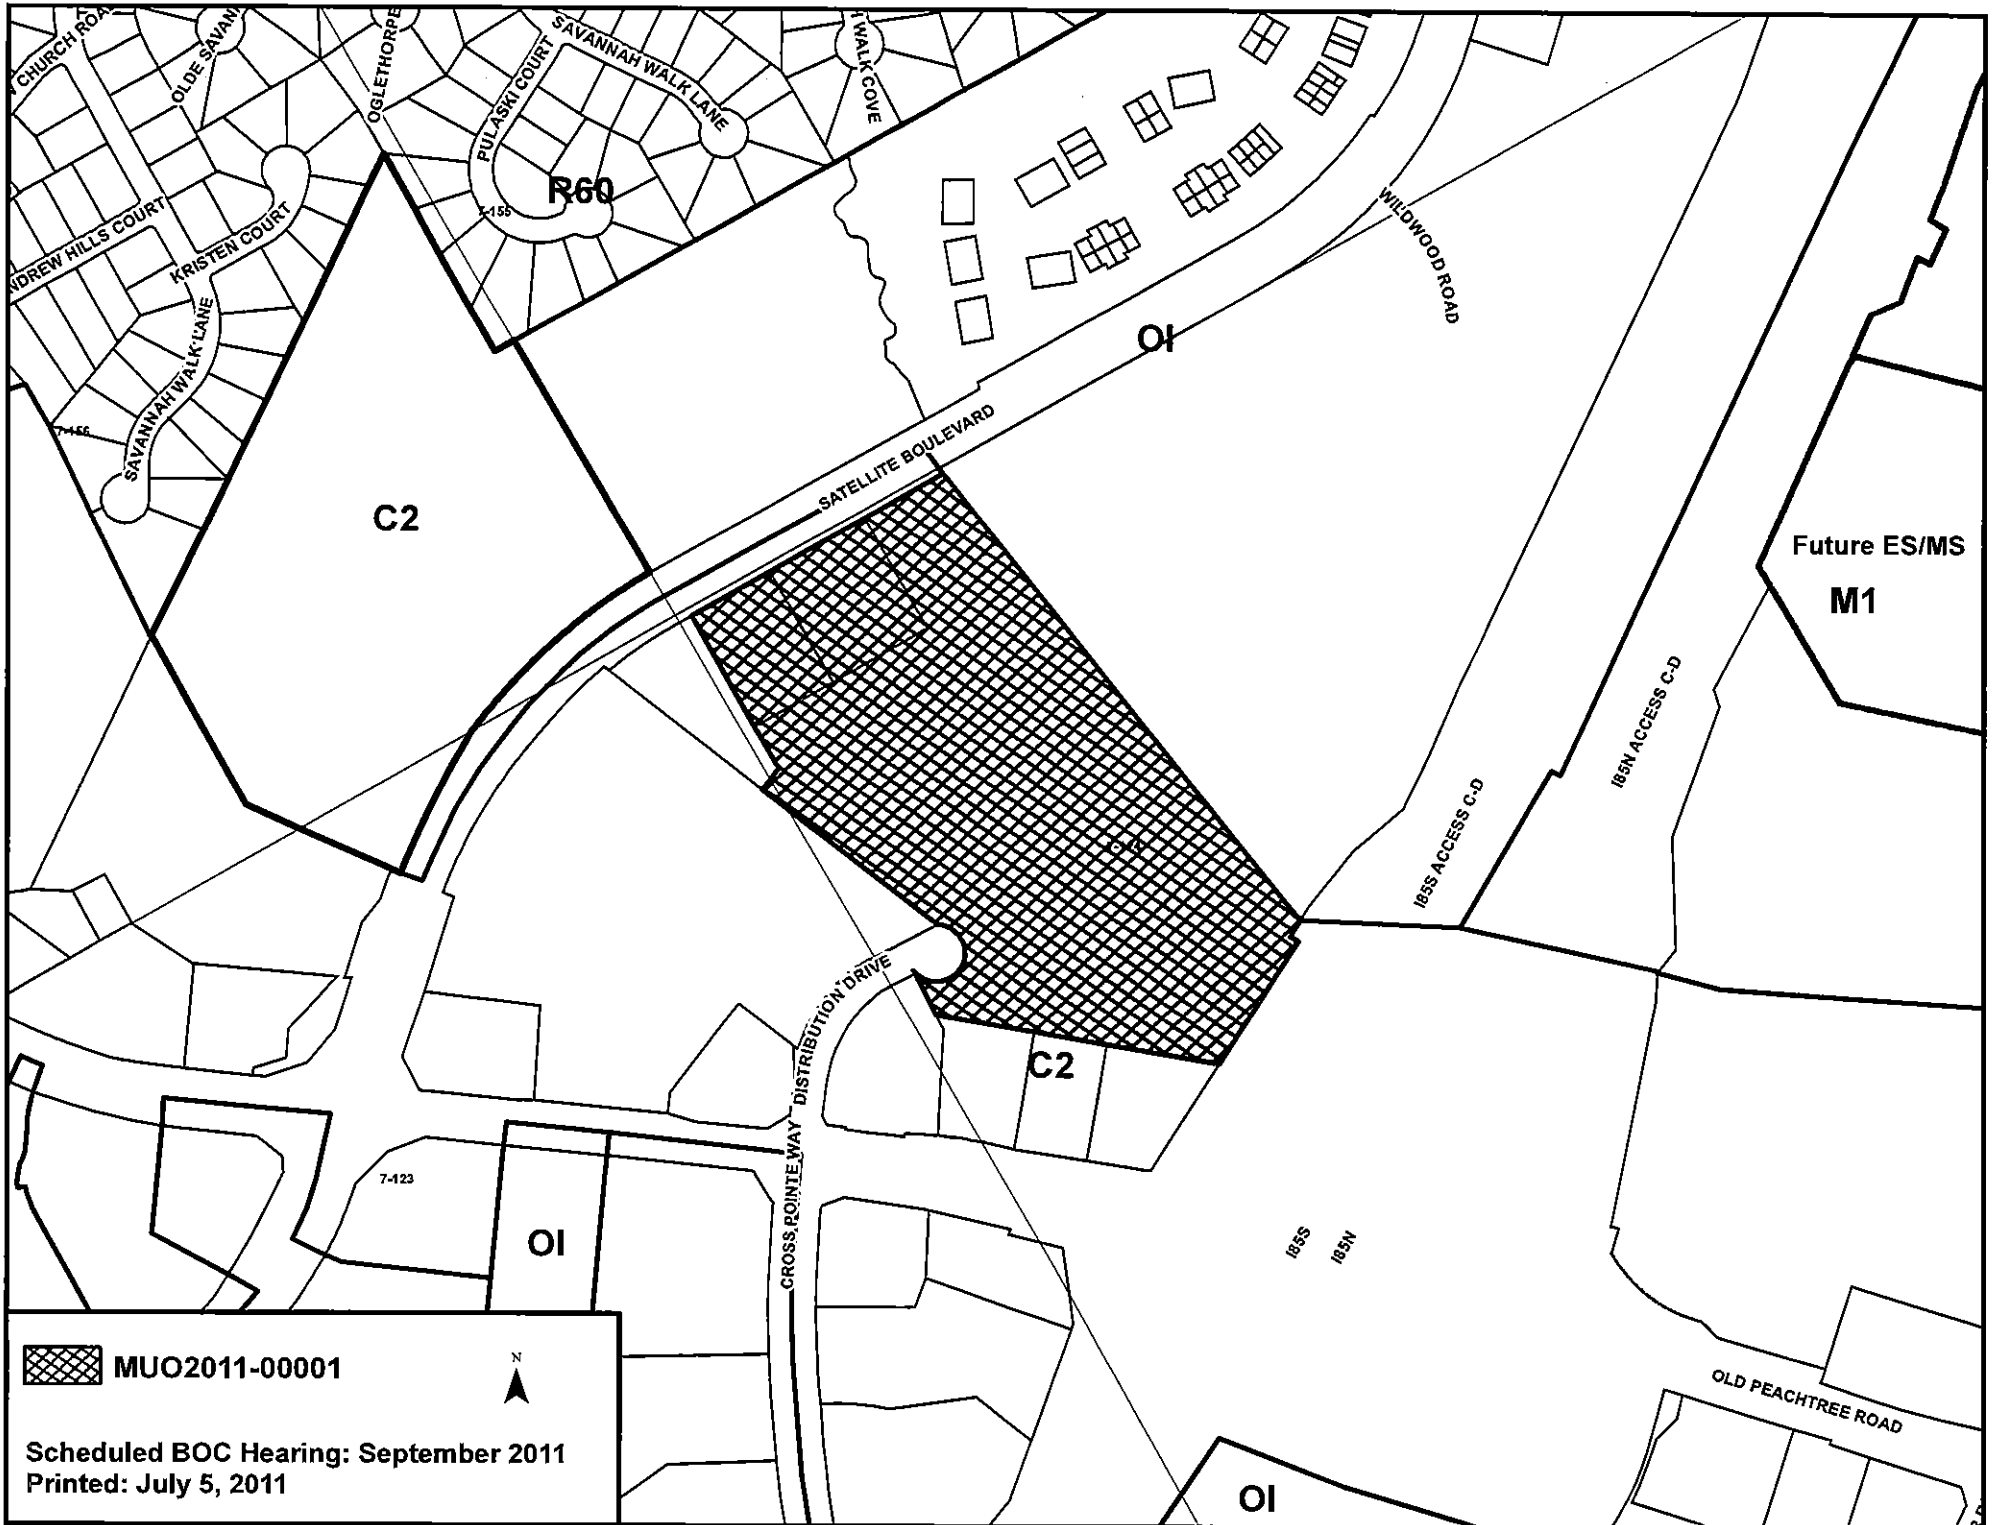 OLDE SAVAN
OGLETHORPE
SAVANNAH WALK LANE
PULASKI COURT
WALK COVE
CHURCH ROA
R60
7-155
NDREW HILLS COURT
KRISTEN COURT
SAVANNAH WALK LANE
7-156
WILDWOOD ROAD
OI
SATELLITE BOULEVARD
C2
Future ES/MS
M1
I85N ACCESS C-D
I85S ACCESS C-D
DISTRIBUTION DRIVE
C2
CROSS POINTE WAY
7-123
OI
I85S
I85N
OLD PEACHTREE ROAD
OI
MUO2011-00001
N
Scheduled BOC Hearing: September 2011
Printed: July 5, 2011